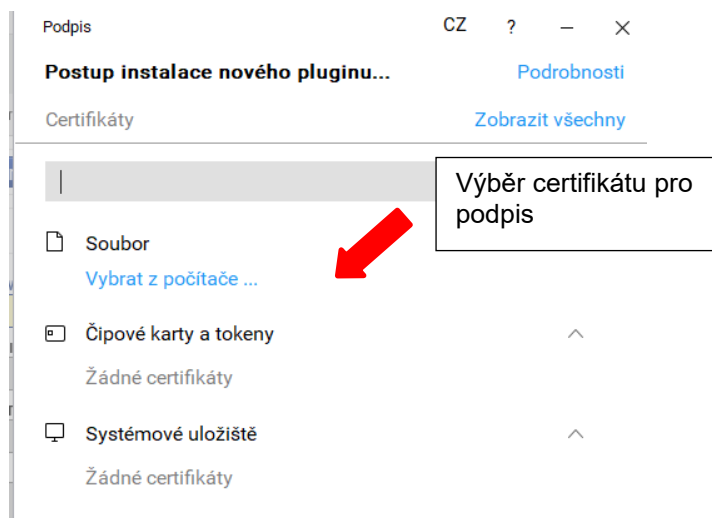 Podpis CZ ?
Postup instalace nového pluginu... Podrobnosti
Certifikáty Zobrazit všechny
Výběr certifikátu pro
podpis
Soubor
Vybrat z počítače ...
Čipové karty a tokeny
Žádné certifikáty
Systémové uložiště
Žádné certifikáty